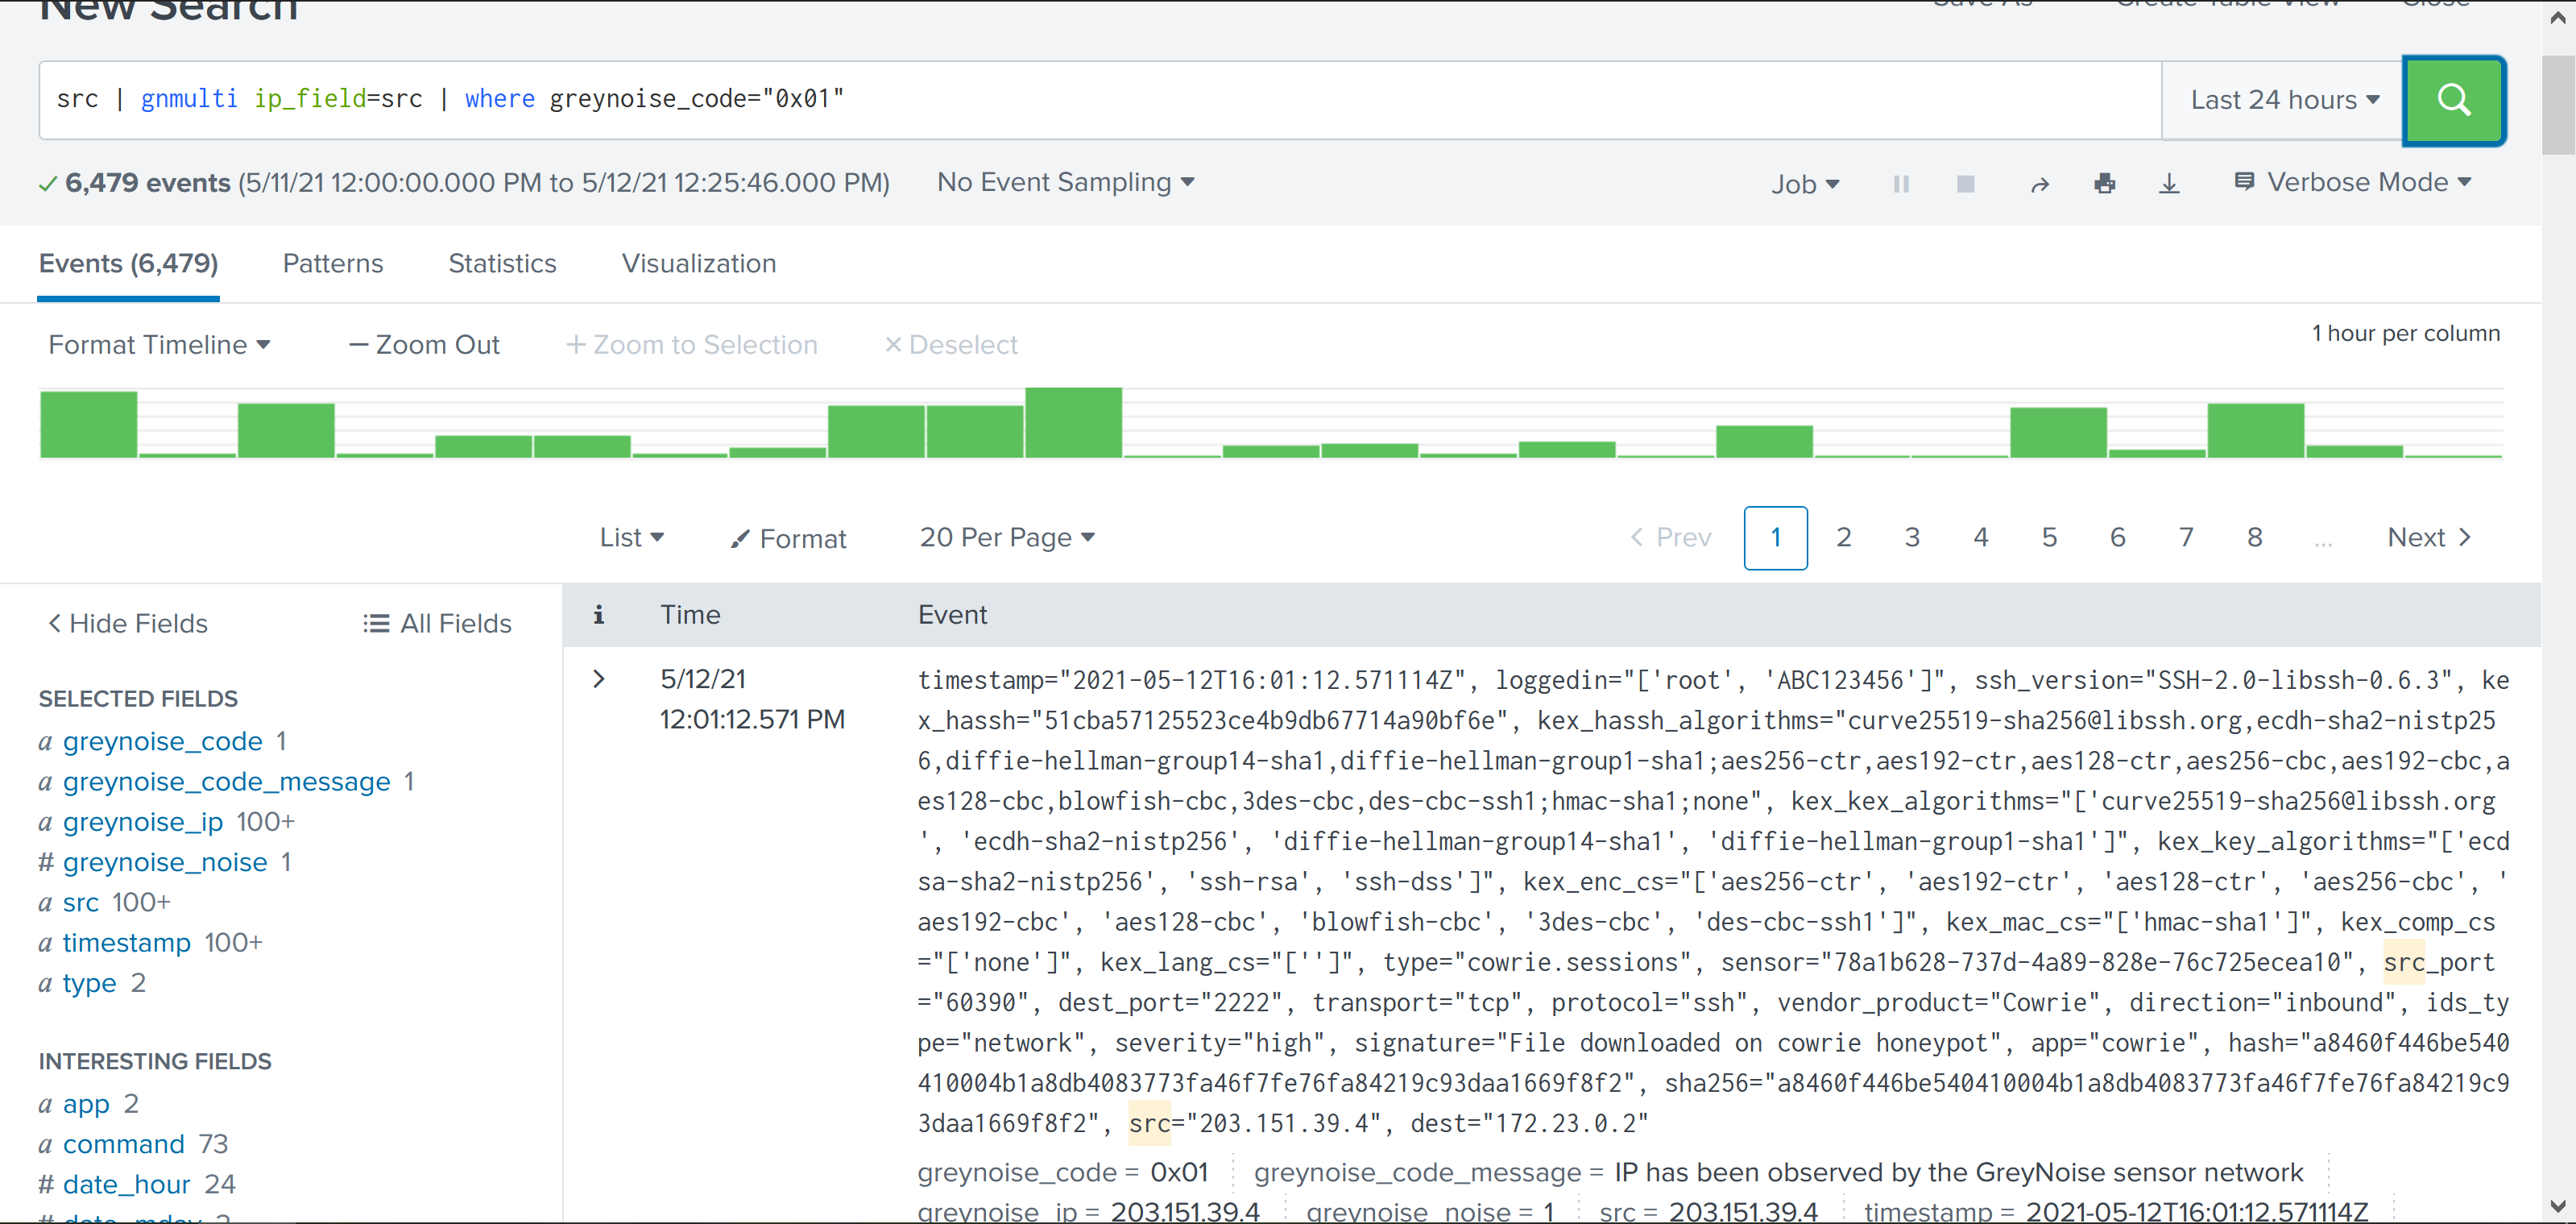 New Search
Save As Create Table View Close
src | gnmulti ip_field=src | where greynoise_code="0x01"
Last 24 hours
6,479 events (5/11/21 12:00:00.000 PM to 5/12/21 12:25:46.000 PM)
No Event Sampling
Job
Verbose Mode
Events (6,479) Patterns Statistics Visualization
Format Timeline — Zoom Out + Zoom to Selection × Deselect
1 hour per column
List Format 20 Per Page
< Prev 1 2 3 4 5 6 7 8 ... Next >
< Hide Fields All Fields
i Time Event
SELECTED FIELDS
a greynoise_code 1
a greynoise_code_message 1
a greynoise_ip 100+
# greynoise_noise 1
a src 100+
a timestamp 100+
a type 2
INTERESTING FIELDS
a app 2
a command 73
# date_hour 24
# date_mday 2
> 5/12/21
12:01:12.571 PM
timestamp="2021-05-12T16:01:12.571114Z", loggedin="['root', 'ABC123456']", ssh_version="SSH-2.0-libssh-0.6.3", ke
x_hassh="51cba57125523ce4b9db67714a90bf6e", kex_hassh_algorithms="curve25519-sha256@libssh.org,ecdh-sha2-nistp25
6,diffie-hellman-group14-sha1,diffie-hellman-group1-sha1;aes256-ctr,aes192-ctr,aes128-ctr,aes256-cbc,aes192-cbc,a
es128-cbc,blowfish-cbc,3des-cbc,des-cbc-ssh1;hmac-sha1;none", kex_kex_algorithms="['curve25519-sha256@libssh.org
', 'ecdh-sha2-nistp256', 'diffie-hellman-group14-sha1', 'diffie-hellman-group1-sha1']", kex_key_algorithms="['ecd
sa-sha2-nistp256', 'ssh-rsa', 'ssh-dss']", kex_enc_cs="['aes256-ctr', 'aes192-ctr', 'aes128-ctr', 'aes256-cbc', '
aes192-cbc', 'aes128-cbc', 'blowfish-cbc', '3des-cbc', 'des-cbc-ssh1']", kex_mac_cs="['hmac-sha1']", kex_comp_cs
="['none']", kex_lang_cs="['']", type="cowrie.sessions", sensor="78a1b628-737d-4a89-828e-76c725ecea10", src_port
="60390", dest_port="2222", transport="tcp", protocol="ssh", vendor_product="Cowrie", direction="inbound", ids_ty
pe="network", severity="high", signature="File downloaded on cowrie honeypot", app="cowrie", hash="a8460f446be540
410004b1a8db4083773fa46f7fe76fa84219c93daa1669f8f2", sha256="a8460f446be540410004b1a8db4083773fa46f7fe76fa84219c9
3daa1669f8f2", src="203.151.39.4", dest="172.23.0.2"
greynoise_code = 0x01 greynoise_code_message = IP has been observed by the GreyNoise sensor network
greynoise_ip = 203.151.39.4 greynoise_noise = 1 src = 203.151.39.4 timestamp = 2021-05-12T16:01:12.571114Z